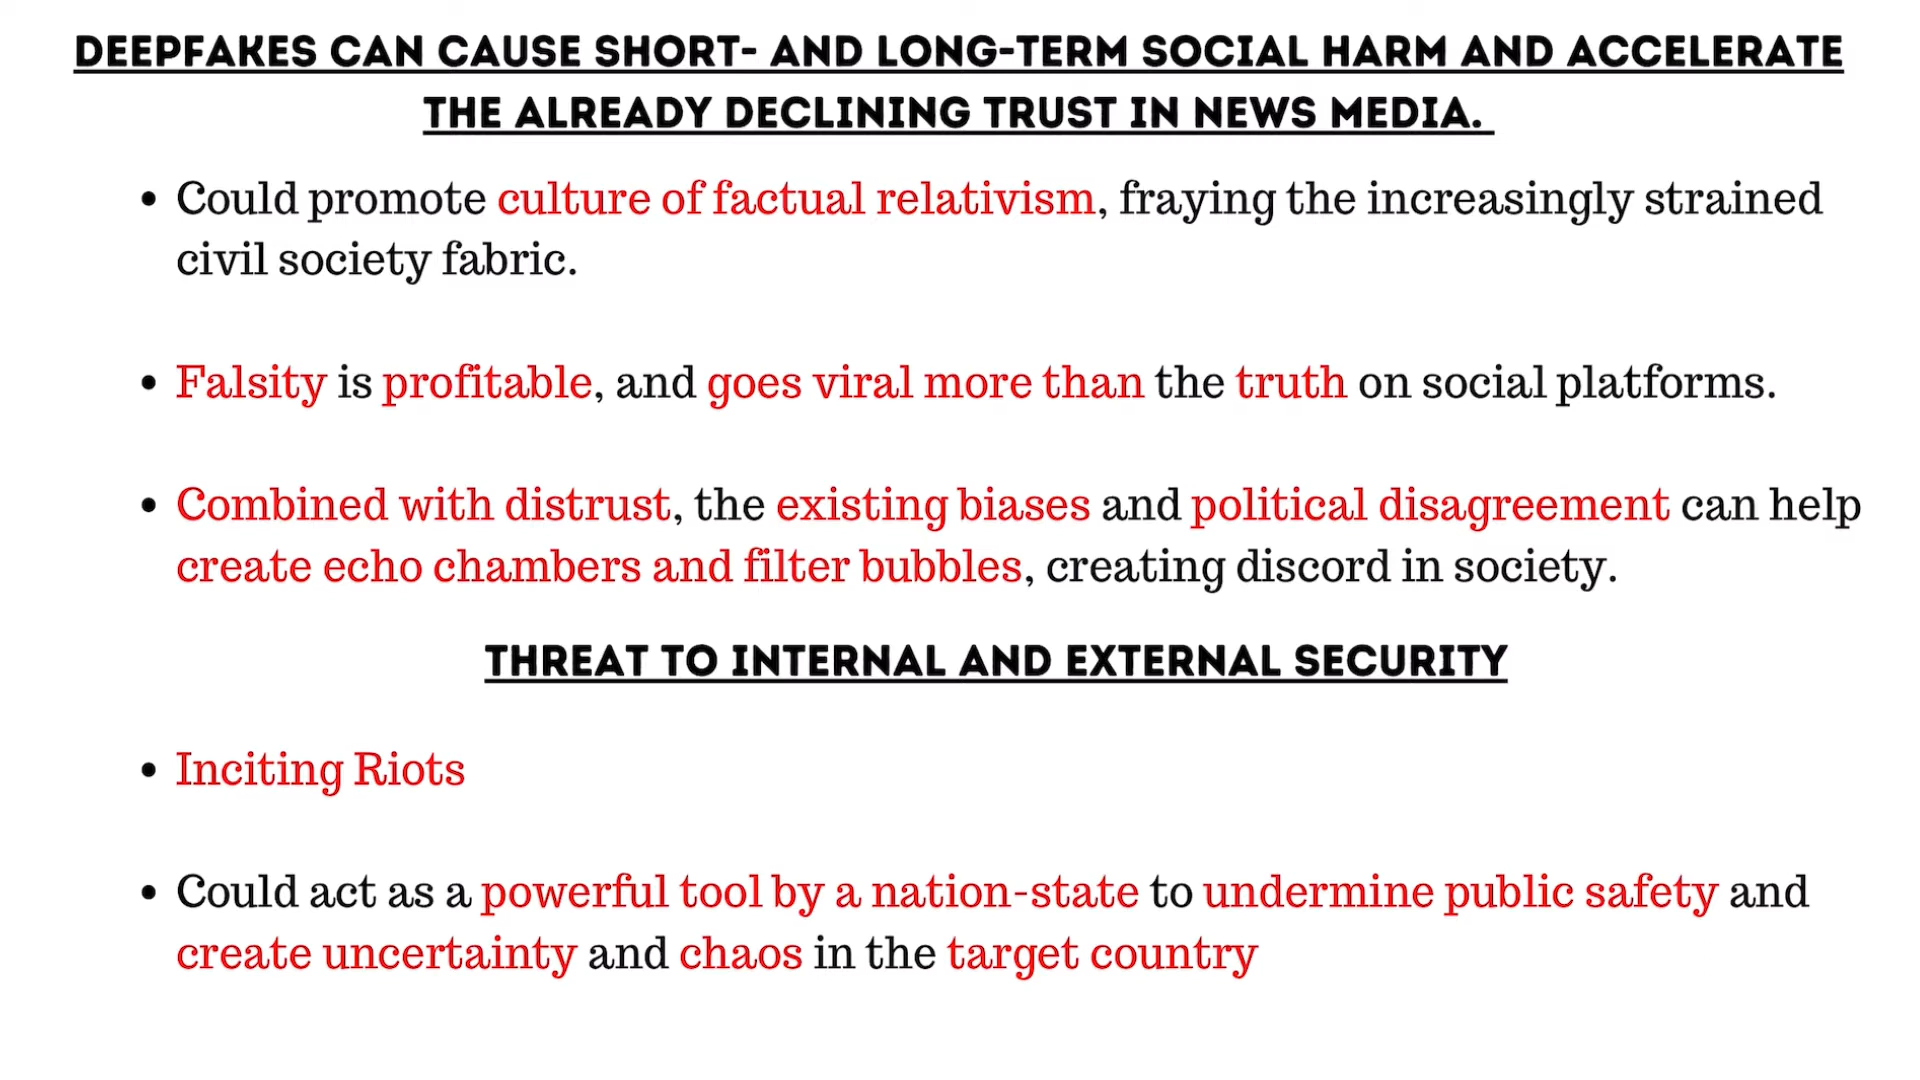 DEEPFAKES CAN CAUSE SHORT- AND LONG-TERM SOCIAL HARM AND ACCELERATE
THE ALREADY DECLINING TRUST IN NEWS MEDIA.
• Could promote culture of factual relativism, fraying the increasingly strained
civil society fabric.
• Falsity is profitable, and goes viral more than the truth on social platforms.
• Combined with distrust, the existing biases and political disagreement can help
create echo chambers and filter bubbles, creating discord in society.
THREAT TO INTERNAL AND EXTERNAL SECURITY
• Inciting Riots
• Could act as a powerful tool by a nation-state to undermine public safety and
create uncertainty and chaos in the target country